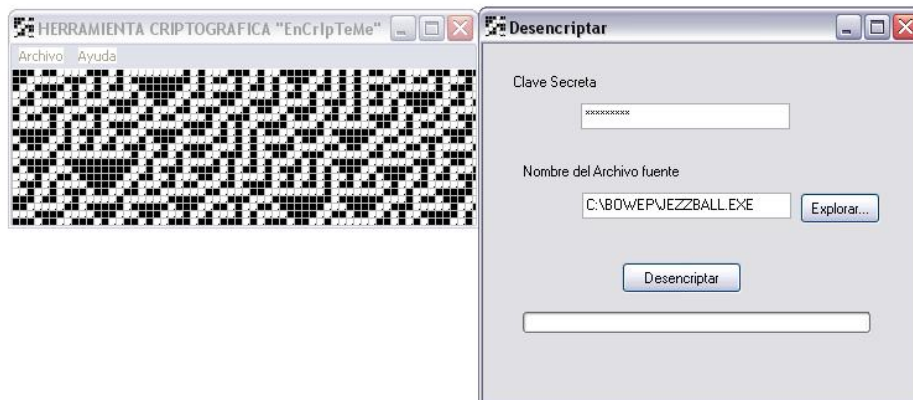 HERRAMIENTA CRIPTOGRAFICA "EnCrIpTeMe"
Archivo Ayuda
Desencriptar
Clave Secreta
*********
Nombre del Archivo fuente
C:\BOWEP\JEZZBALL.EXE
Explorar...
Desencriptar